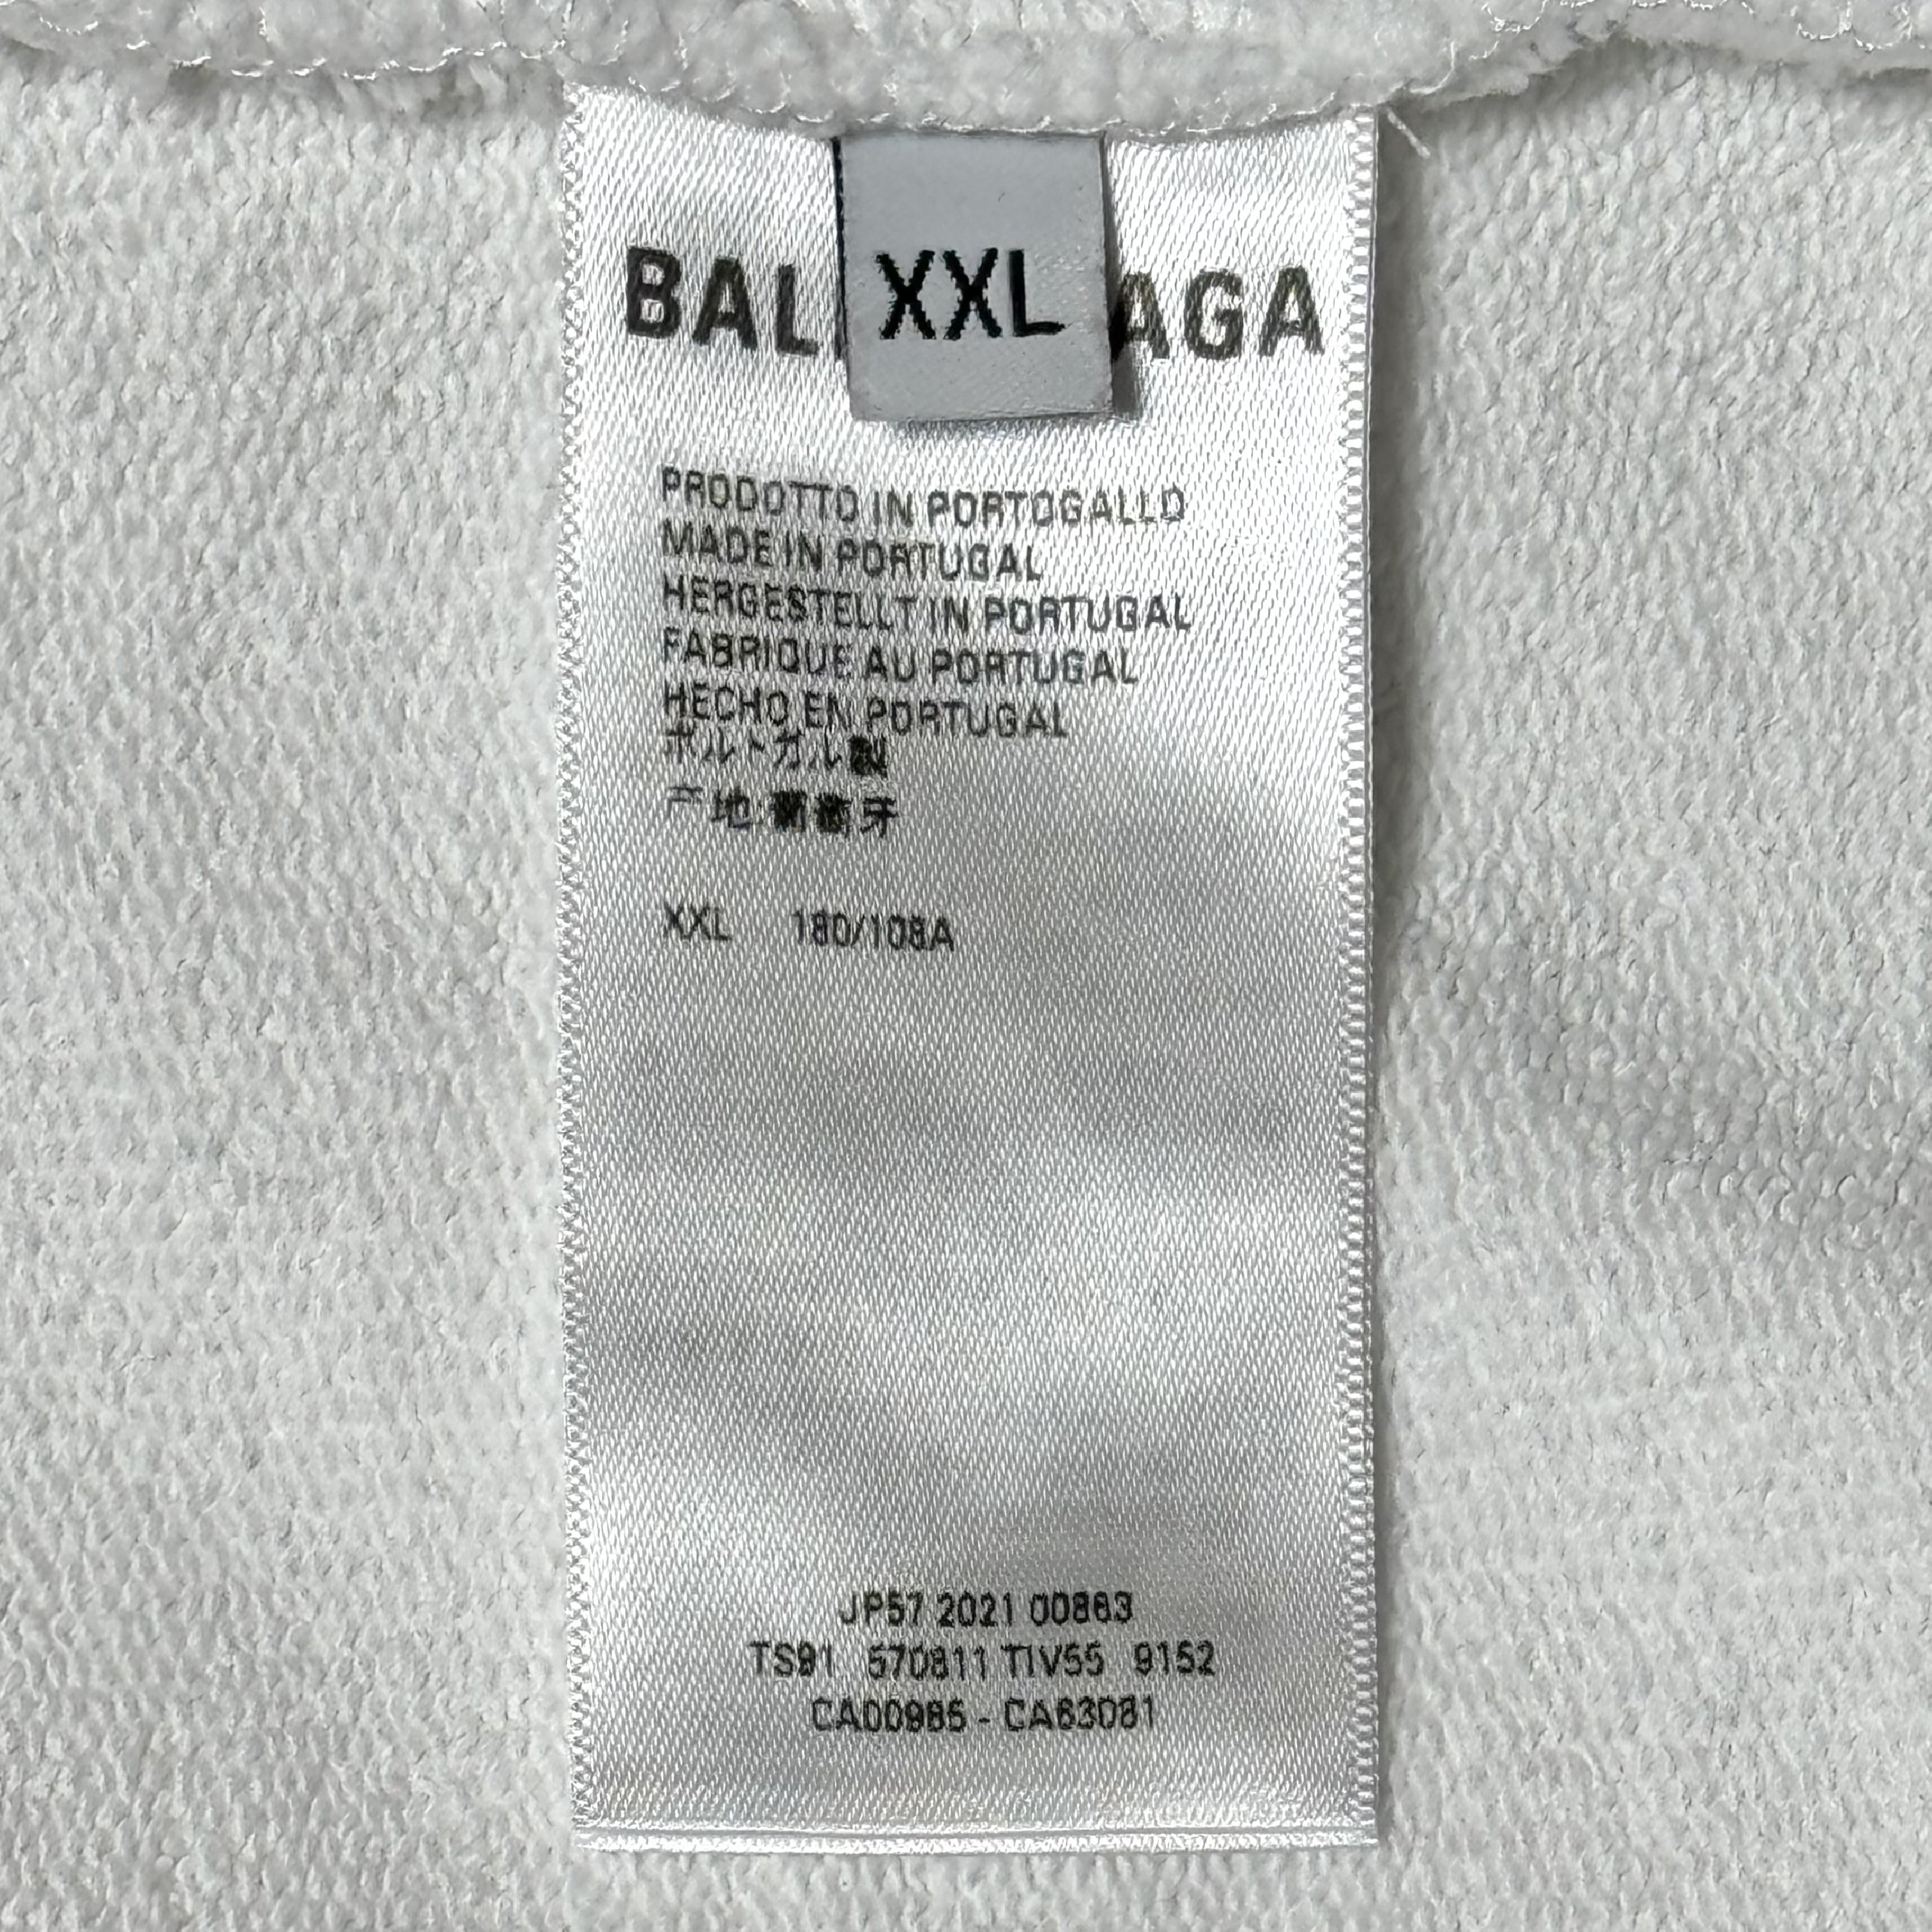 BAL AGA
XXL
PRODOTTO IN PORTOGALLO
MADE IN PORTUGAL
HERGESTELLT IN PORTUGAL
FABRIQUE AU PORTUGAL
HECHO EN PORTUGAL
ポルトガル製
产地:葡萄牙
XXL 180/108A
JP57 2021 00863
TS91 570811 TIV55 9152
CA00985 - CA63081